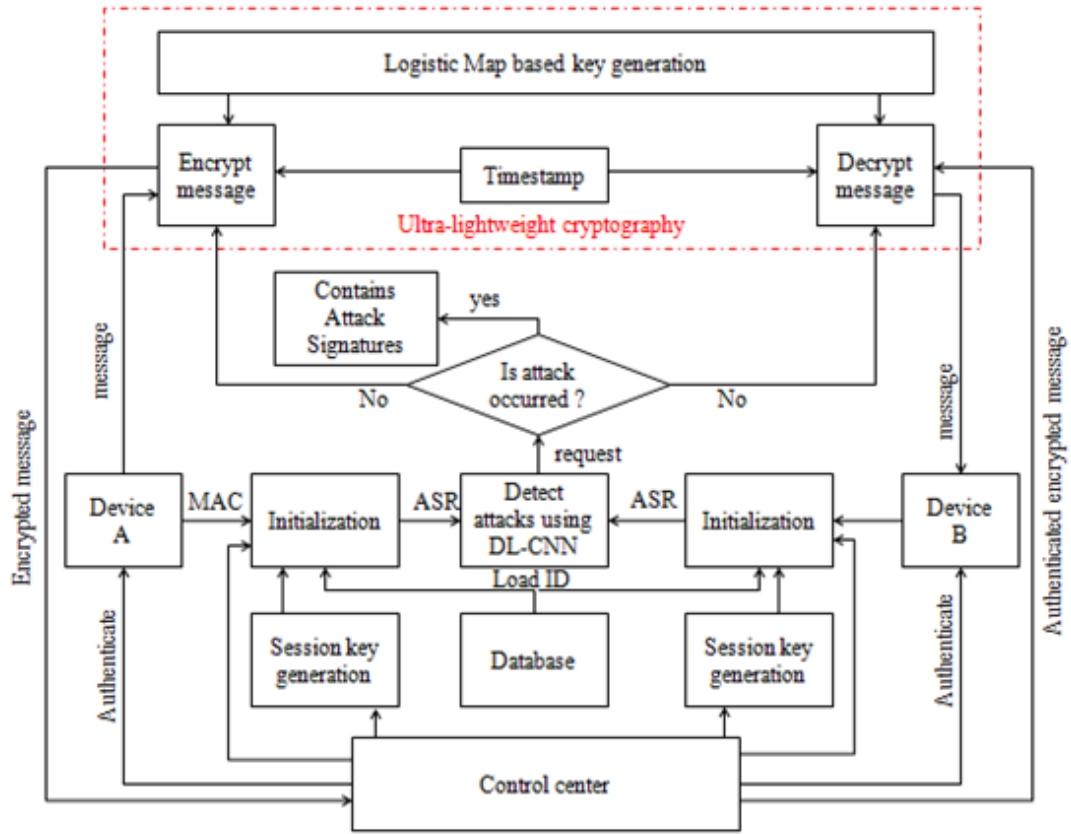 Logistic Map based key generation
Encrypt
message
Timestamp
Decrypt
message
Ultra-lightweight cryptography
Contains
Attack
Signatures
yes
Is attack
occurred ?
No
No
message
message
Encrypted message
Authenticated encrypted message
request
Device
A
MAC
Initialization
ASR
Detect
attacks using
DL-CNN
ASR
Initialization
Device
B
Load ID
Authenticate
Session key
generation
Database
Session key
generation
Authenticate
Control center